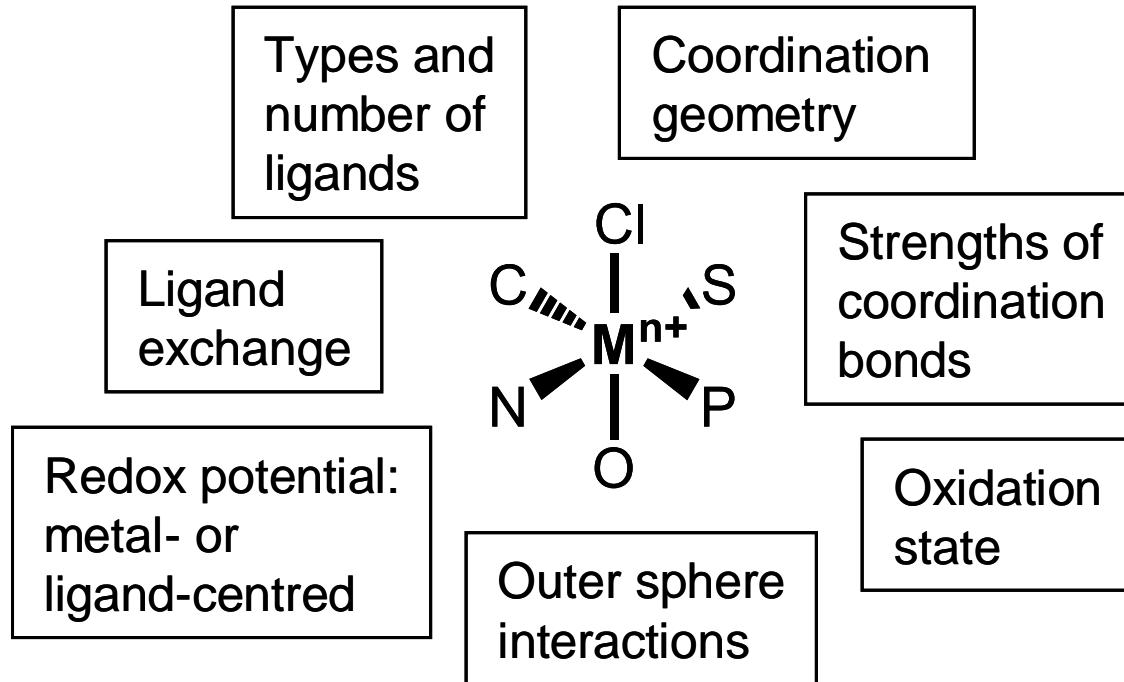 Types and
number of
ligands
Coordination
geometry
Ligand
exchange
Cl
C
S
M n+
N
P
O
Strengths of
coordination
bonds
Redox potential:
metal- or
ligand-centred
Outer sphere
interactions
Oxidation
state